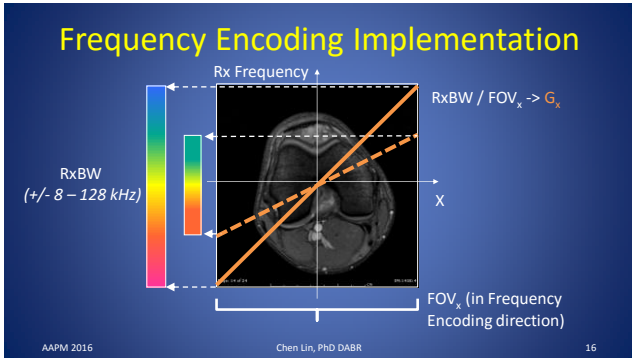 Frequency Encoding Implementation
Rx Frequency
RxBW / FOVx -> Gx
RxBW
(+/- 8 – 128 kHz)
X
FOVx (in Frequency
Encoding direction)
AAPM 2016
Chen Lin, PhD DABR
16